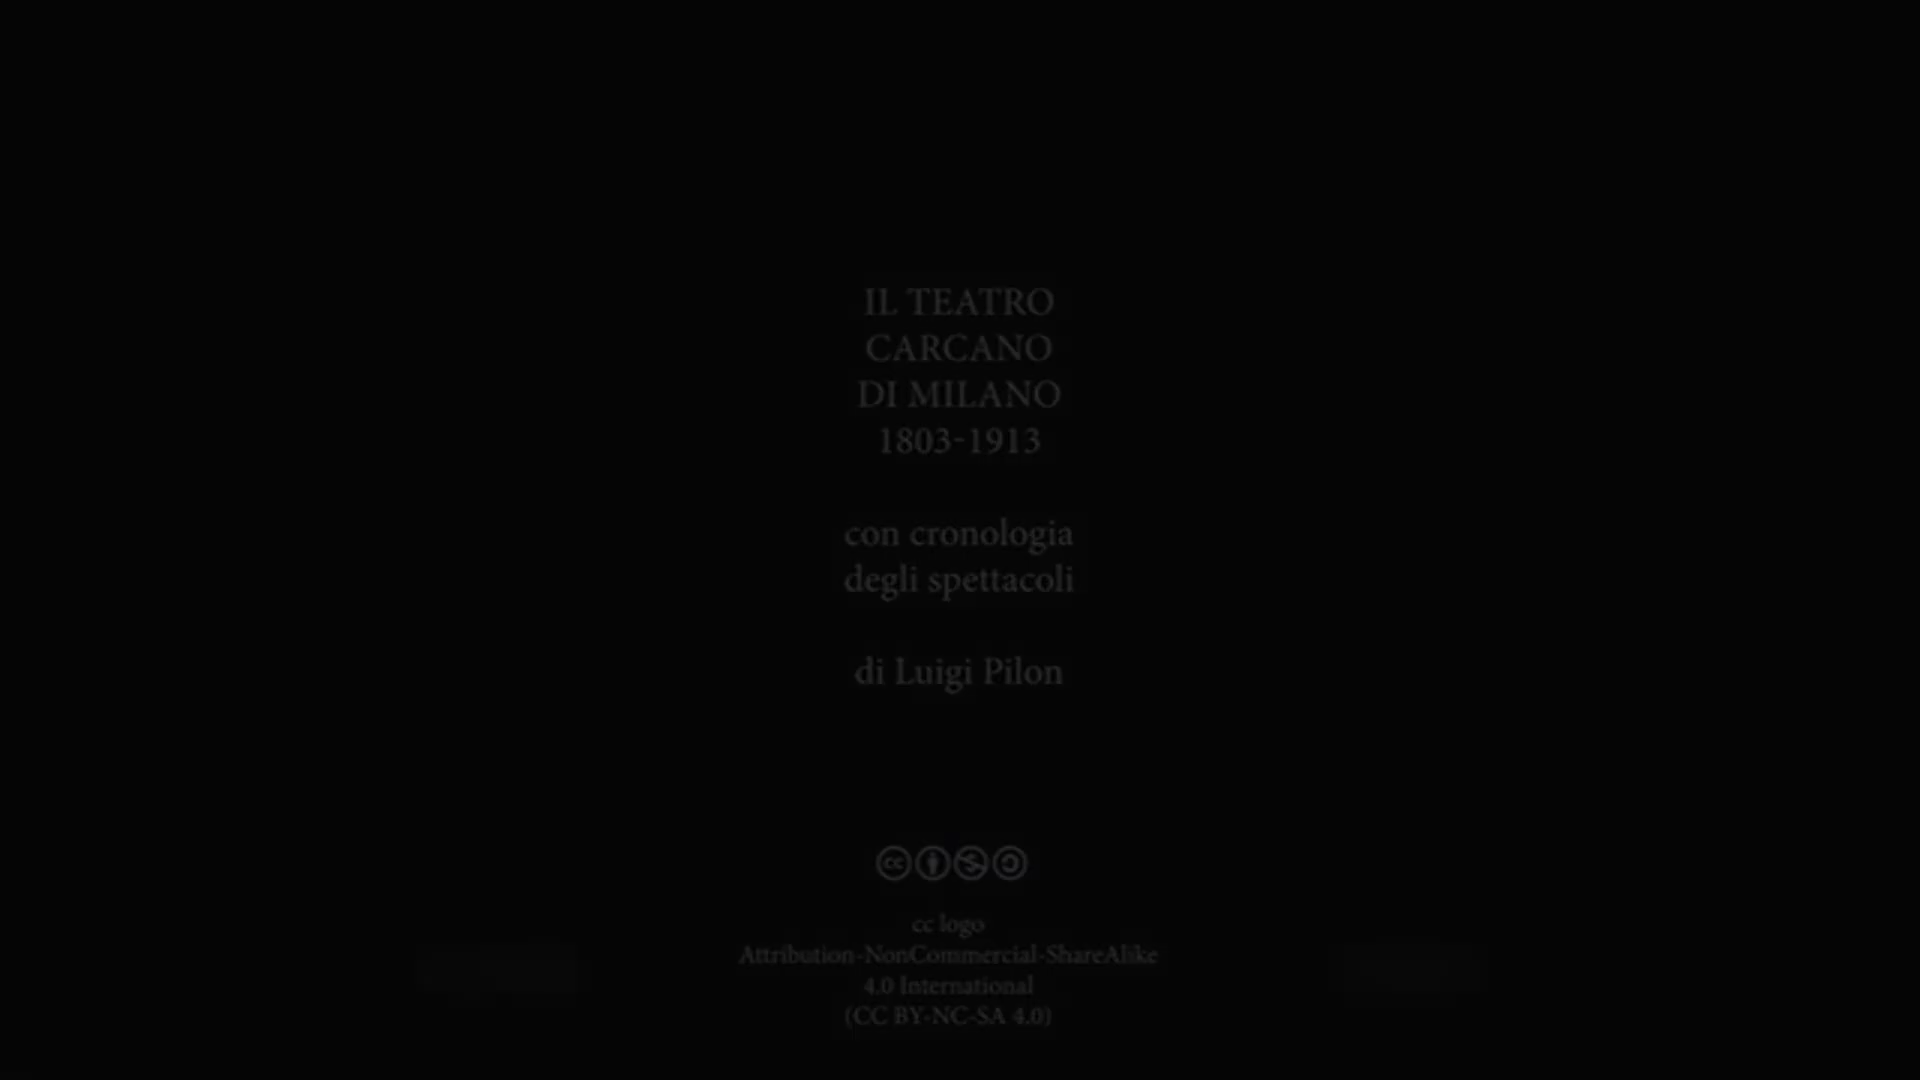 IL TEATRO
CARCANO
DI MILANO
1803-1913
con cronologia
degli spettacoli
di Luigi Pilon
cc logo
Attribution-NonCommercial-ShareAlike
4.0 International
(CC BY-NC-SA 4.0)